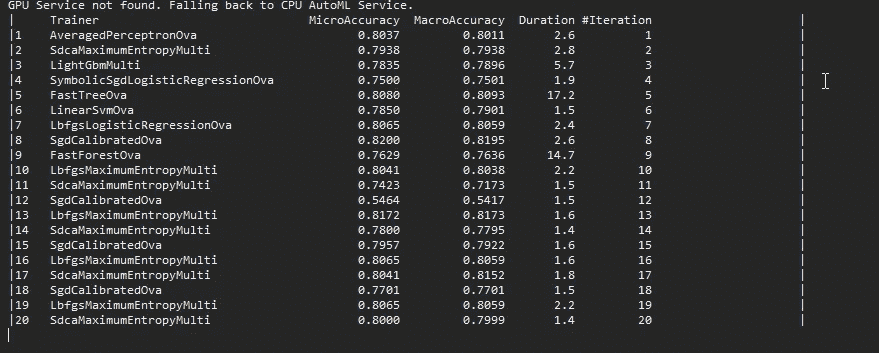 GPU Service not found. Falling back to CPU AutoML Service.
| Trainer MicroAccuracy MacroAccuracy Duration #Iteration |
|1 AveragedPerceptronOva 0.8037 0.8011 2.6 1 |
|2 SdcaMaximumEntropyMulti 0.7938 0.7938 2.8 2 |
|3 LightGbmMulti 0.7835 0.7896 5.7 3 |
|4 SymbolicSgdLogisticRegressionOva 0.7500 0.7501 1.9 4 |
|5 FastTreeOva 0.8080 0.8093 17.2 5 |
|6 LinearSvmOva 0.7850 0.7901 1.5 6 |
|7 LbfgsLogisticRegressionOva 0.8065 0.8059 2.4 7 |
|8 SgdCalibratedOva 0.8200 0.8195 2.6 8 |
|9 FastForestOva 0.7629 0.7636 14.7 9 |
|10 LbfgsMaximumEntropyMulti 0.8041 0.8038 2.2 10 |
|11 SdcaMaximumEntropyMulti 0.7423 0.7173 1.5 11 |
|12 SgdCalibratedOva 0.5464 0.5417 1.5 12 |
|13 LbfgsMaximumEntropyMulti 0.8172 0.8173 1.6 13 |
|14 SdcaMaximumEntropyMulti 0.7800 0.7795 1.4 14 |
|15 SgdCalibratedOva 0.7957 0.7922 1.6 15 |
|16 LbfgsMaximumEntropyMulti 0.8065 0.8059 1.6 16 |
|17 SdcaMaximumEntropyMulti 0.8041 0.8152 1.8 17 |
|18 SgdCalibratedOva 0.7701 0.7701 1.5 18 |
|19 LbfgsMaximumEntropyMulti 0.8065 0.8059 2.2 19 |
|20 SdcaMaximumEntropyMulti 0.8000 0.7999 1.4 20 |